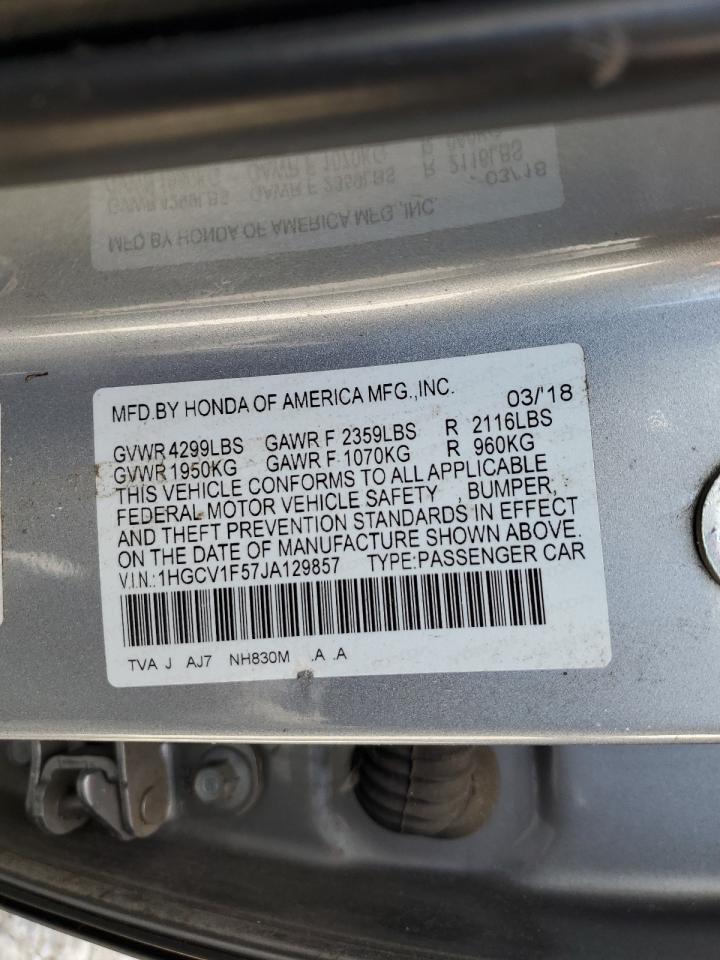 MFD.BY HONDA OF AMERICA MFG.,INC. 03/'18
GVWR 4299LBS GAWR F 2359LBS R 2116LBS
GVWR 1950KG GAWR F 1070KG R 960KG
THIS VEHICLE CONFORMS TO ALL APPLICABLE
FEDERAL MOTOR VEHICLE SAFETY , BUMPER,
AND THEFT PREVENTION STANDARDS IN EFFECT
ON THE DATE OF MANUFACTURE SHOWN ABOVE.
V.I.N.:1HGCV1F57JA129857 TYPE:PASSENGER CAR
TVA J AJ7 NH830M .A .A